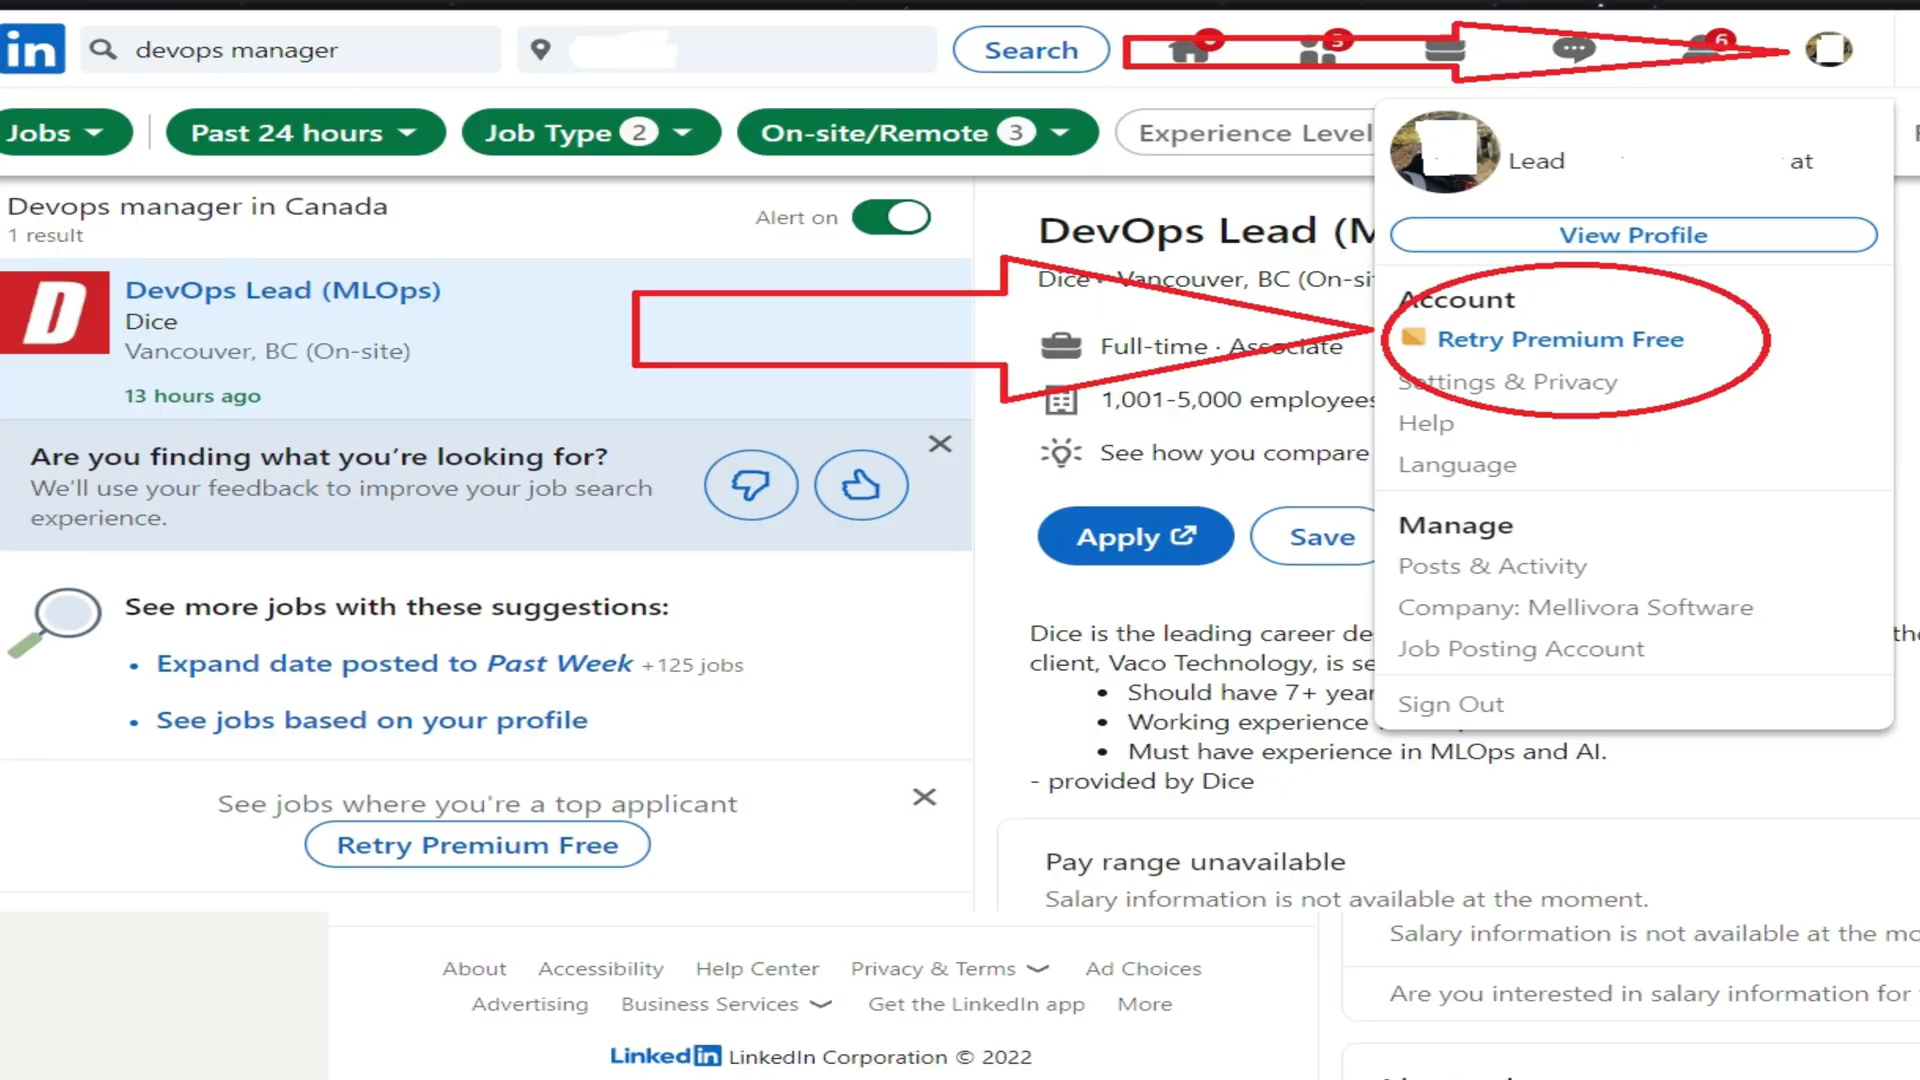 in
devops manager
Search
5
6
Jobs
Past 24 hours
Job Type 2
On-site/Remote 3
Experience Level
Lead at
View Profile
Account
Retry Premium Free
Settings & Privacy
Help
Language
Manage
Posts & Activity
Company: Mellivora Software
Job Posting Account
Sign Out
Devops manager in Canada
1 result
Alert on
D
DevOps Lead (MLOps)
Dice
Vancouver, BC (On-site)
13 hours ago
Are you finding what you're looking for?
We'll use your feedback to improve your job search
experience.
See more jobs with these suggestions:
• Expand date posted to Past Week +125 jobs
• See jobs based on your profile
See jobs where you're a top applicant
Retry Premium Free
DevOps Lead (M
Dice · Vancouver, BC (On-sit
Full-time · Associate
1,001-5,000 employees
See how you compare
Apply
Save
Dice is the leading career de
client, Vaco Technology, is se
• Should have 7+ year
• Working experience
• Must have experience in MLOps and AI.
- provided by Dice
Pay range unavailable
Salary information is not available at the moment.
Salary information is not available at the mo
Are you interested in salary information for
About Accessibility Help Center Privacy & Terms Ad Choices
Advertising Business Services Get the LinkedIn app More
Linked in LinkedIn Corporation © 2022